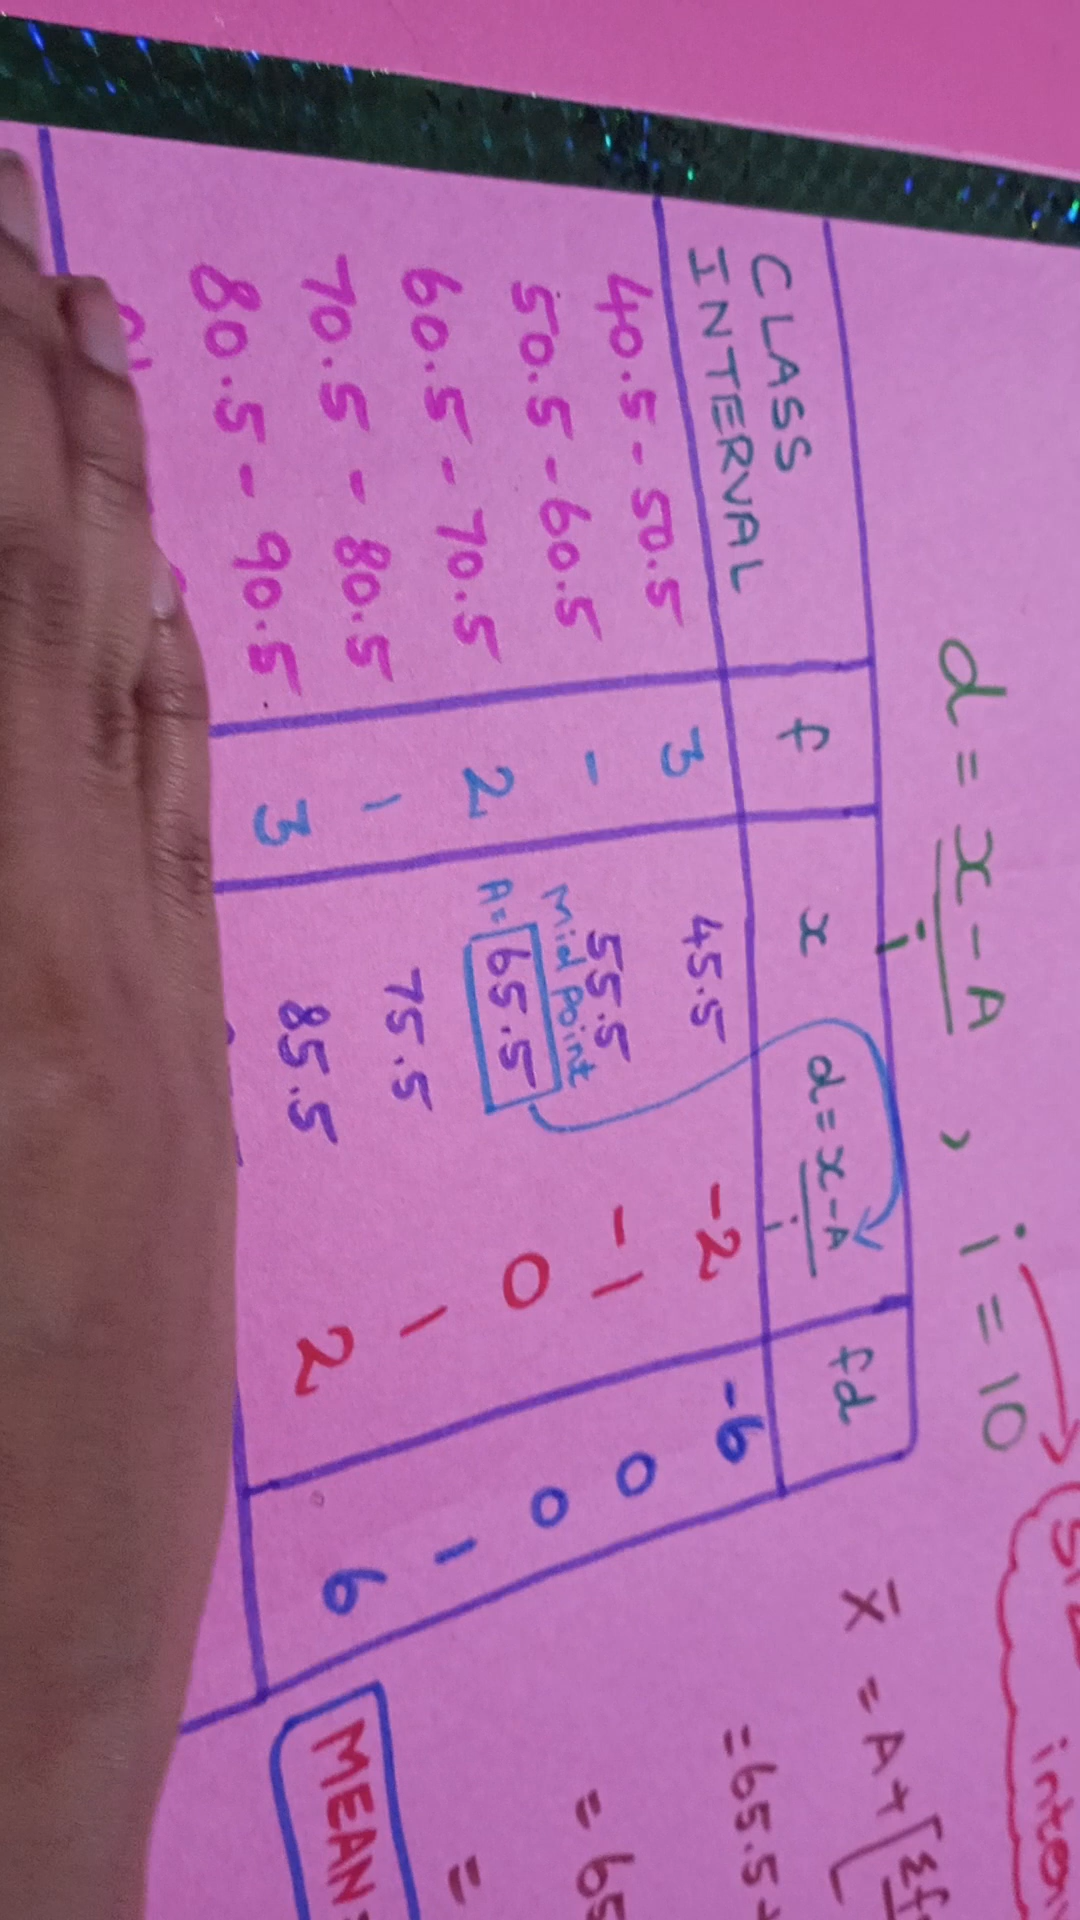 d = x - A , i = 10
i
CLASS INTERVAL f x d = x - A fd
i
40.5 - 50.5 3 45.5 -2 -6
50.5 - 60.5 - 55.5 -1 0
Mid Point
60.5 - 70.5 2 A = 65.5 0 0
70.5 - 80.5 1 75.5 1 1
80.5 - 90.5 3 85.5 2 6
x̄ = A + [Σf
= 65.5 +
= 65
=
MEAN